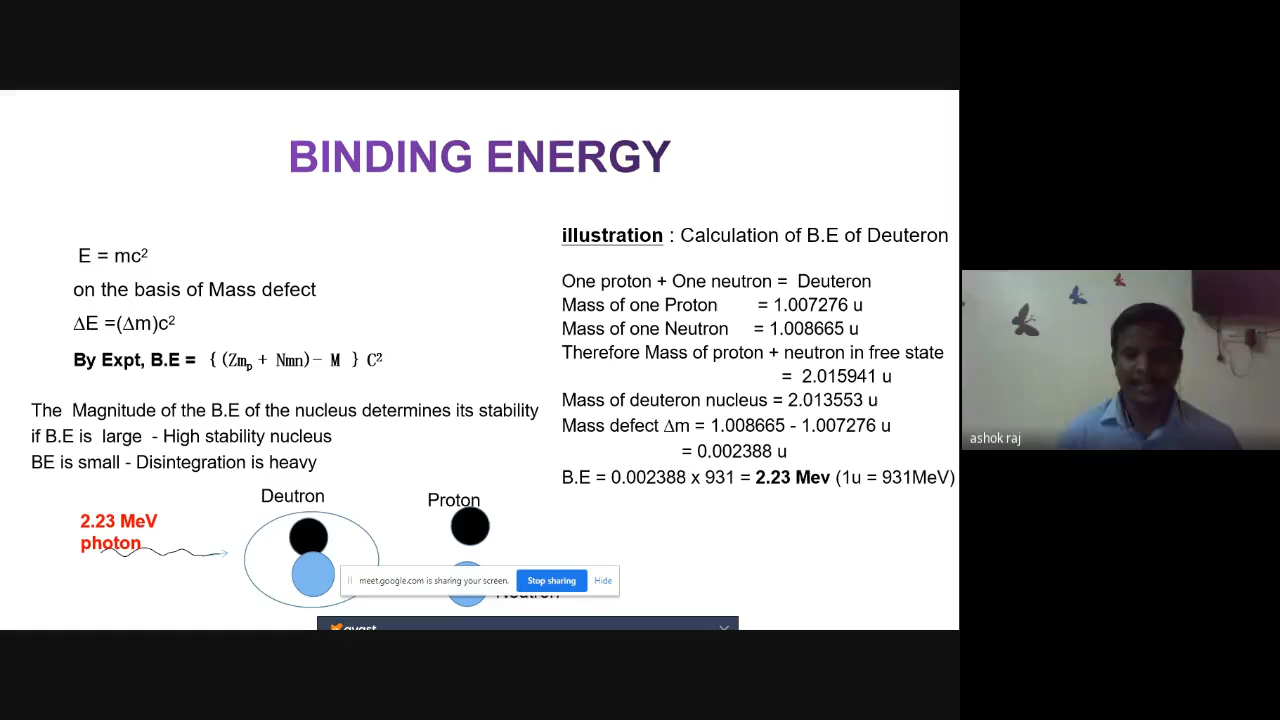 BINDING ENERGY
E = mc²
on the basis of Mass defect
∆E =(∆m)c²
By Expt, B.E = { (Zmₚ + Nmn)− M } C²
The Magnitude of the B.E of the nucleus determines its stability
if B.E is large - High stability nucleus
BE is small - Disintegration is heavy
Deutron
Proton
2.23 MeV
photon
Neutron
illustration : Calculation of B.E of Deuteron
One proton + One neutron = Deuteron
Mass of one Proton = 1.007276 u
Mass of one Neutron = 1.008665 u
Therefore Mass of proton + neutron in free state
= 2.015941 u
Mass of deuteron nucleus = 2.013553 u
Mass defect ∆m = 1.008665 - 1.007276 u
= 0.002388 u
B.E = 0.002388 x 931 = 2.23 Mev (1u = 931MeV)
meet.google.com is sharing your screen. Stop sharing Hide
avast
ashok raj